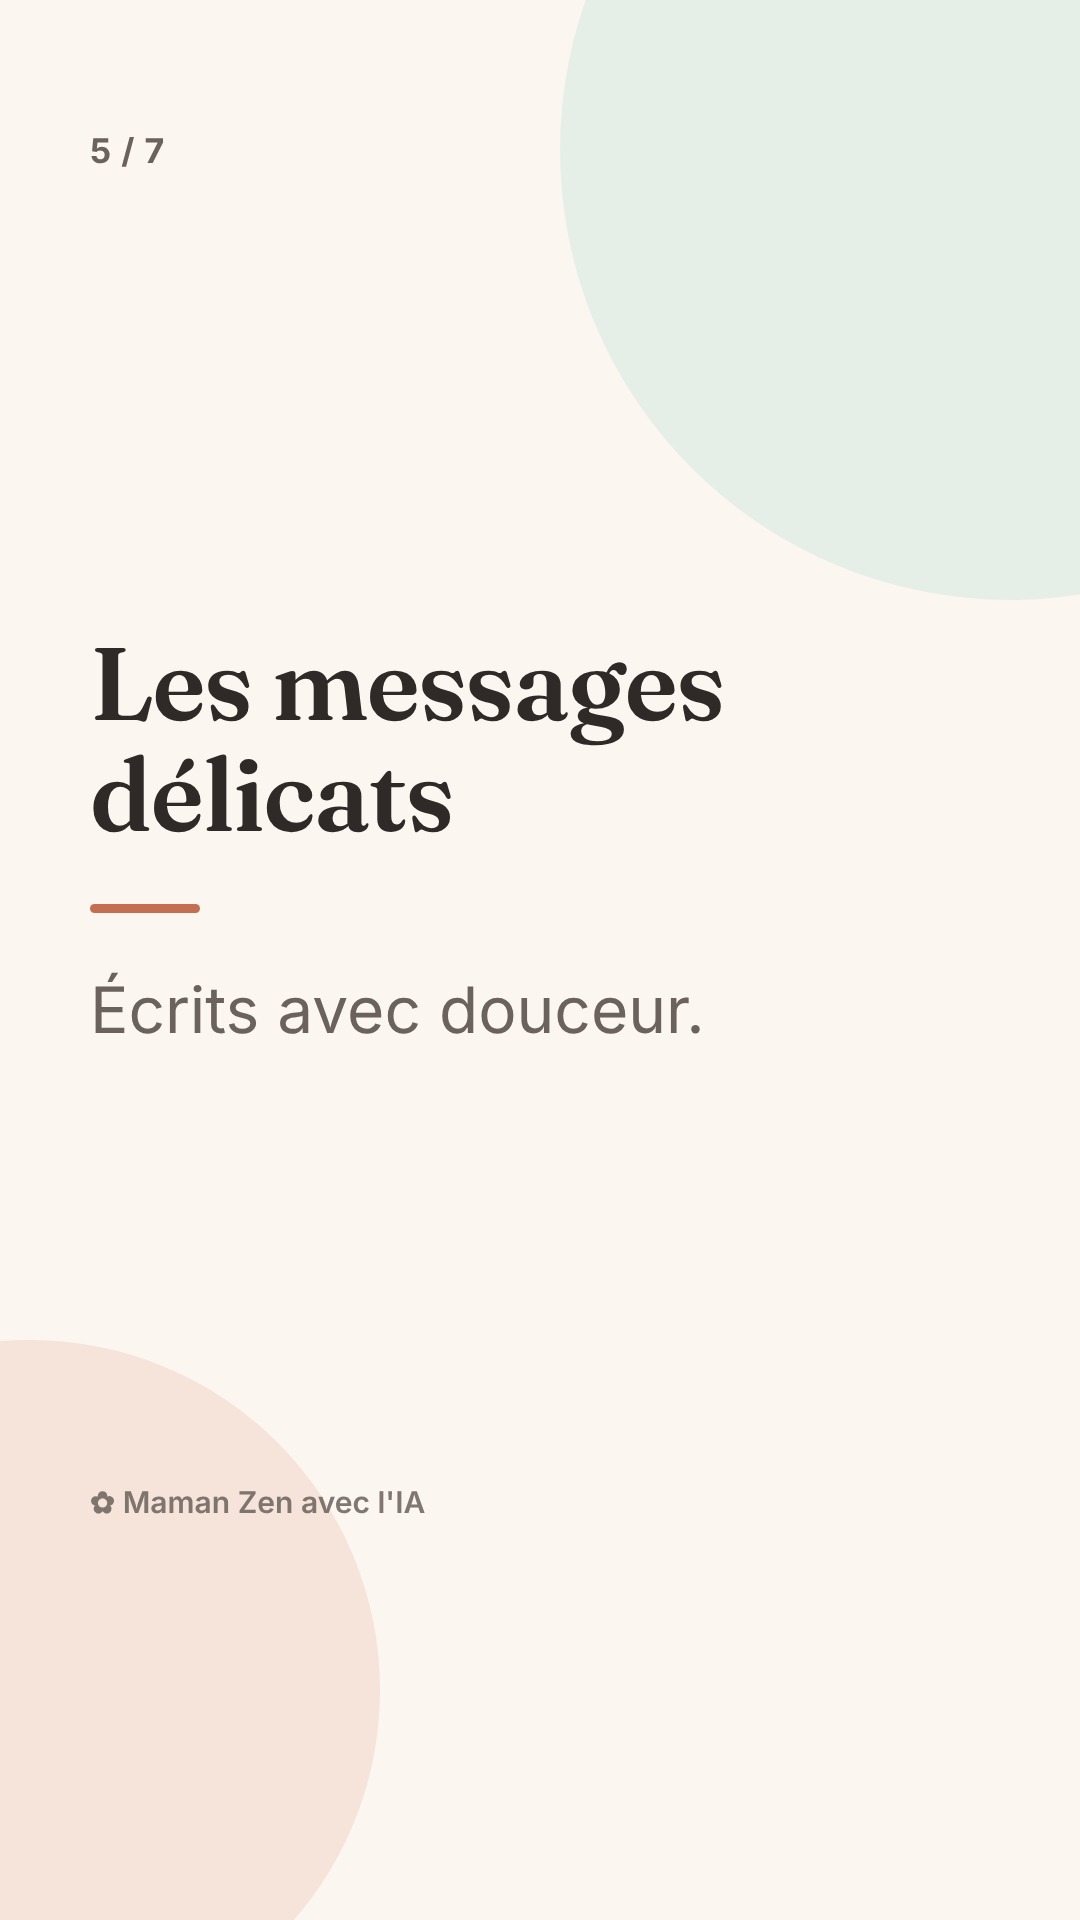 5 / 7
Les messages
délicats
Écrits avec douceur.
✿ Maman Zen avec l'IA